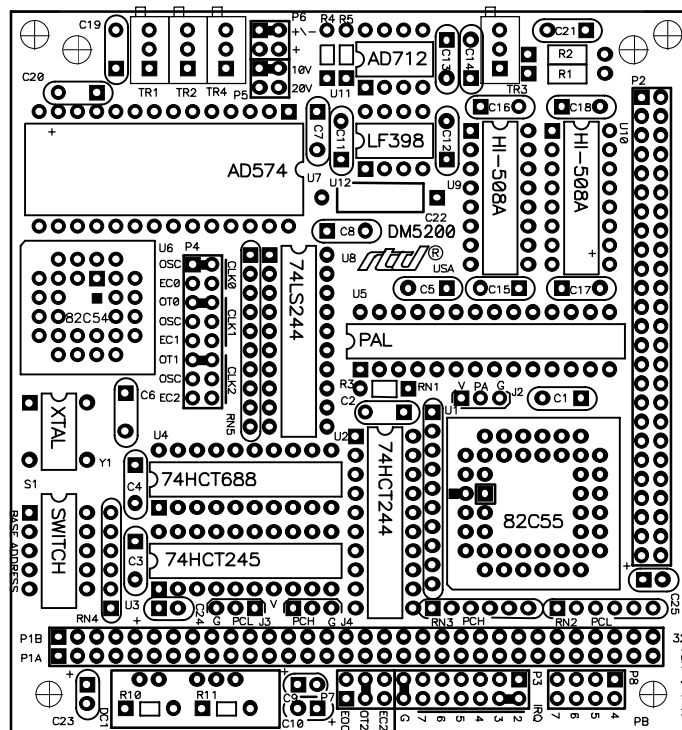 C19
P6
+\-
+
10V
20V
P5
R4
R5
U11
AD712
C13
C14
TR3
C21
R2
R1
C20
TR1
TR2
TR4
P2
+
AD574
U7
C7
C11
LF398
C12
U12
U9
C22
C16
C18
HI-508A
HI-508A
U10
+
C8
DM5200
U6
P4
U8
rtd®
USA
82C54
OSC
EC0
OT0
OSC
EC1
OT1
OSC
EC2
CLK0
CLK1
CLK2
RN5
74LS244
C5
C15
C17
U5
PAL
R3
RN1
V
PA
G
J2
C1
C2
U1
C6
XTAL
Y1
S1
U4
U2
74HCT688
C4
74HCT244
82C55
SWITCH
BASE ADDRESS
74HCT245
C3
+
C25
RN4
U3
+
C24
G
PCL
J3
V
PCH
G
J4
RN3
PCH
RN2
PCL
P1B
P1A
32
+
C23
DC1
R10
R11
+
C9
P7
C10
+
EOC
OT2
EC2
G
7
6
5
4
3
2
IRQ
P3
7
6
5
4
P8
PB